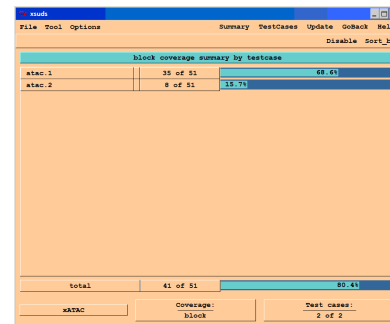 xsuds
File Tool Options Summary TestCases Update GoBack Hel
Disable Sort_b
block coverage summary by testcase
atac.1 35 of 51 68.6%
atac.2 8 of 51 15.7%
total 41 of 51 80.4%
xATAC Coverage: Test cases:
block 2 of 2